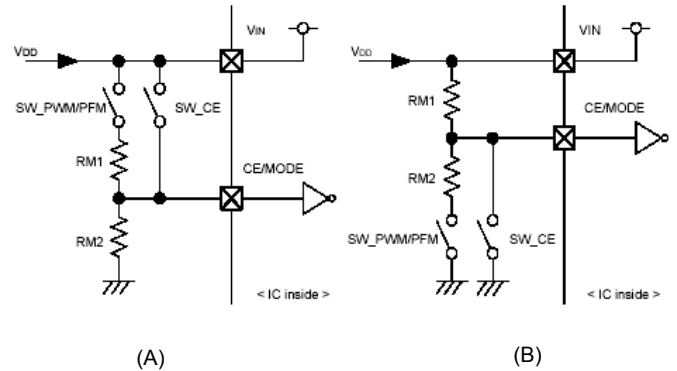 VDD
VIN
SW_PWM/PFM
SW_CE
RM1
CE/MODE
RM2
< IC inside >
(A)
VDD
VIN
RM1
CE/MODE
RM2
SW_PWM/PFM
SW_CE
< IC inside >
(B)